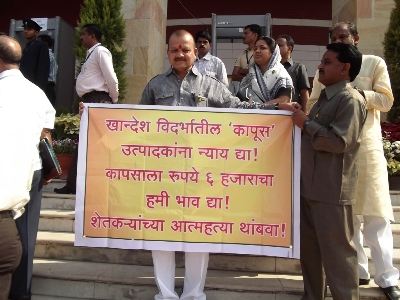 खान्देश विदर्भातील 'कापूस'
उत्पादकांना न्याय द्या!
कापसाला रुपये ६ हजाराचा
हमी भाव द्या!
शेतकऱ्यांच्या आत्महत्या थांबवा!